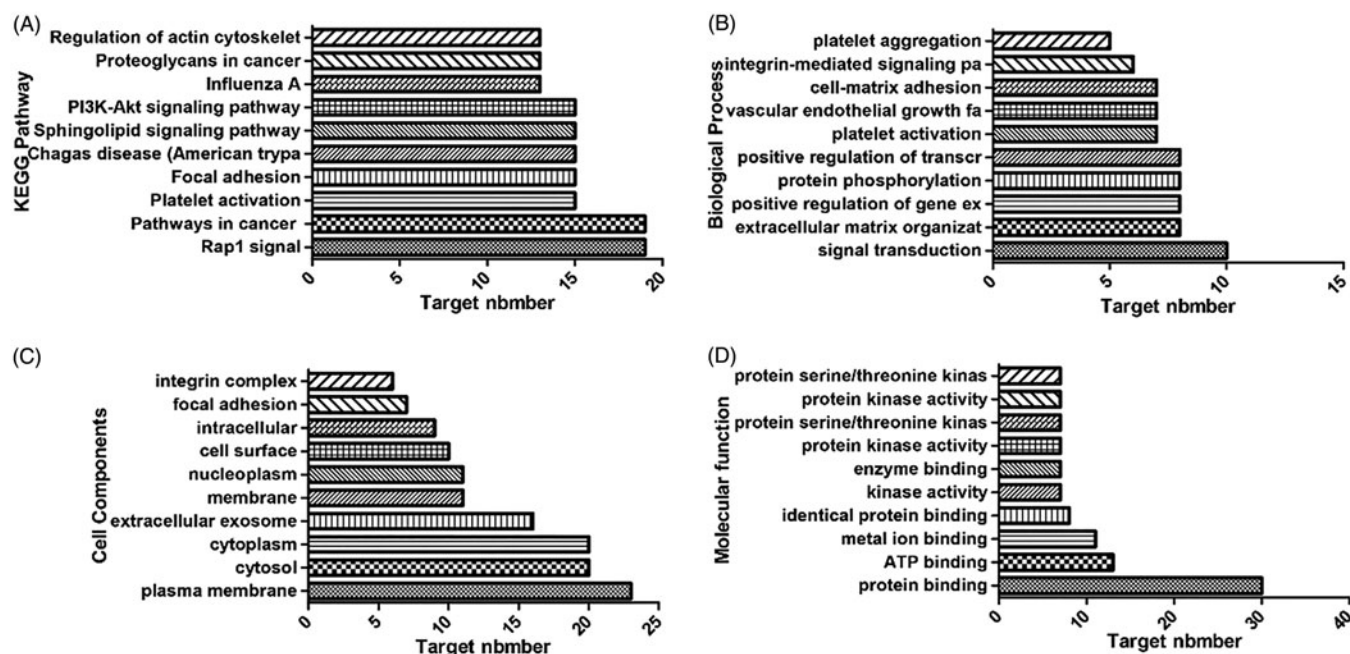 (A)
KEGG Pathway
Regulation of actin cytoskelet
Proteoglycans in cancer
Influenza A
PI3K-Akt signaling pathway
Sphingolipid signaling pathway
Chagas disease (American trypa
Focal adhesion
Platelet activation
Pathways in cancer
Rap1 signal
0 5 10 15 20
Target nbmber
(B)
Biological Process
platelet aggregation
integrin-mediated signaling pa
cell-matrix adhesion
vascular endothelial growth fa
platelet activation
positive regulation of transcr
protein phosphorylation
positive regulation of gene ex
extracellular matrix organizat
signal transduction
0 5 10 15
Target nbmber
(C)
Cell Components
integrin complex
focal adhesion
intracellular
cell surface
nucleoplasm
membrane
extracellular exosome
cytoplasm
cytosol
plasma membrane
0 5 10 15 20 25
Target nbmber
(D)
Molecular function
protein serine/threonine kinas
protein kinase activity
protein serine/threonine kinas
protein kinase activity
enzyme binding
kinase activity
identical protein binding
metal ion binding
ATP binding
protein binding
0 10 20 30 40
Target nbmber